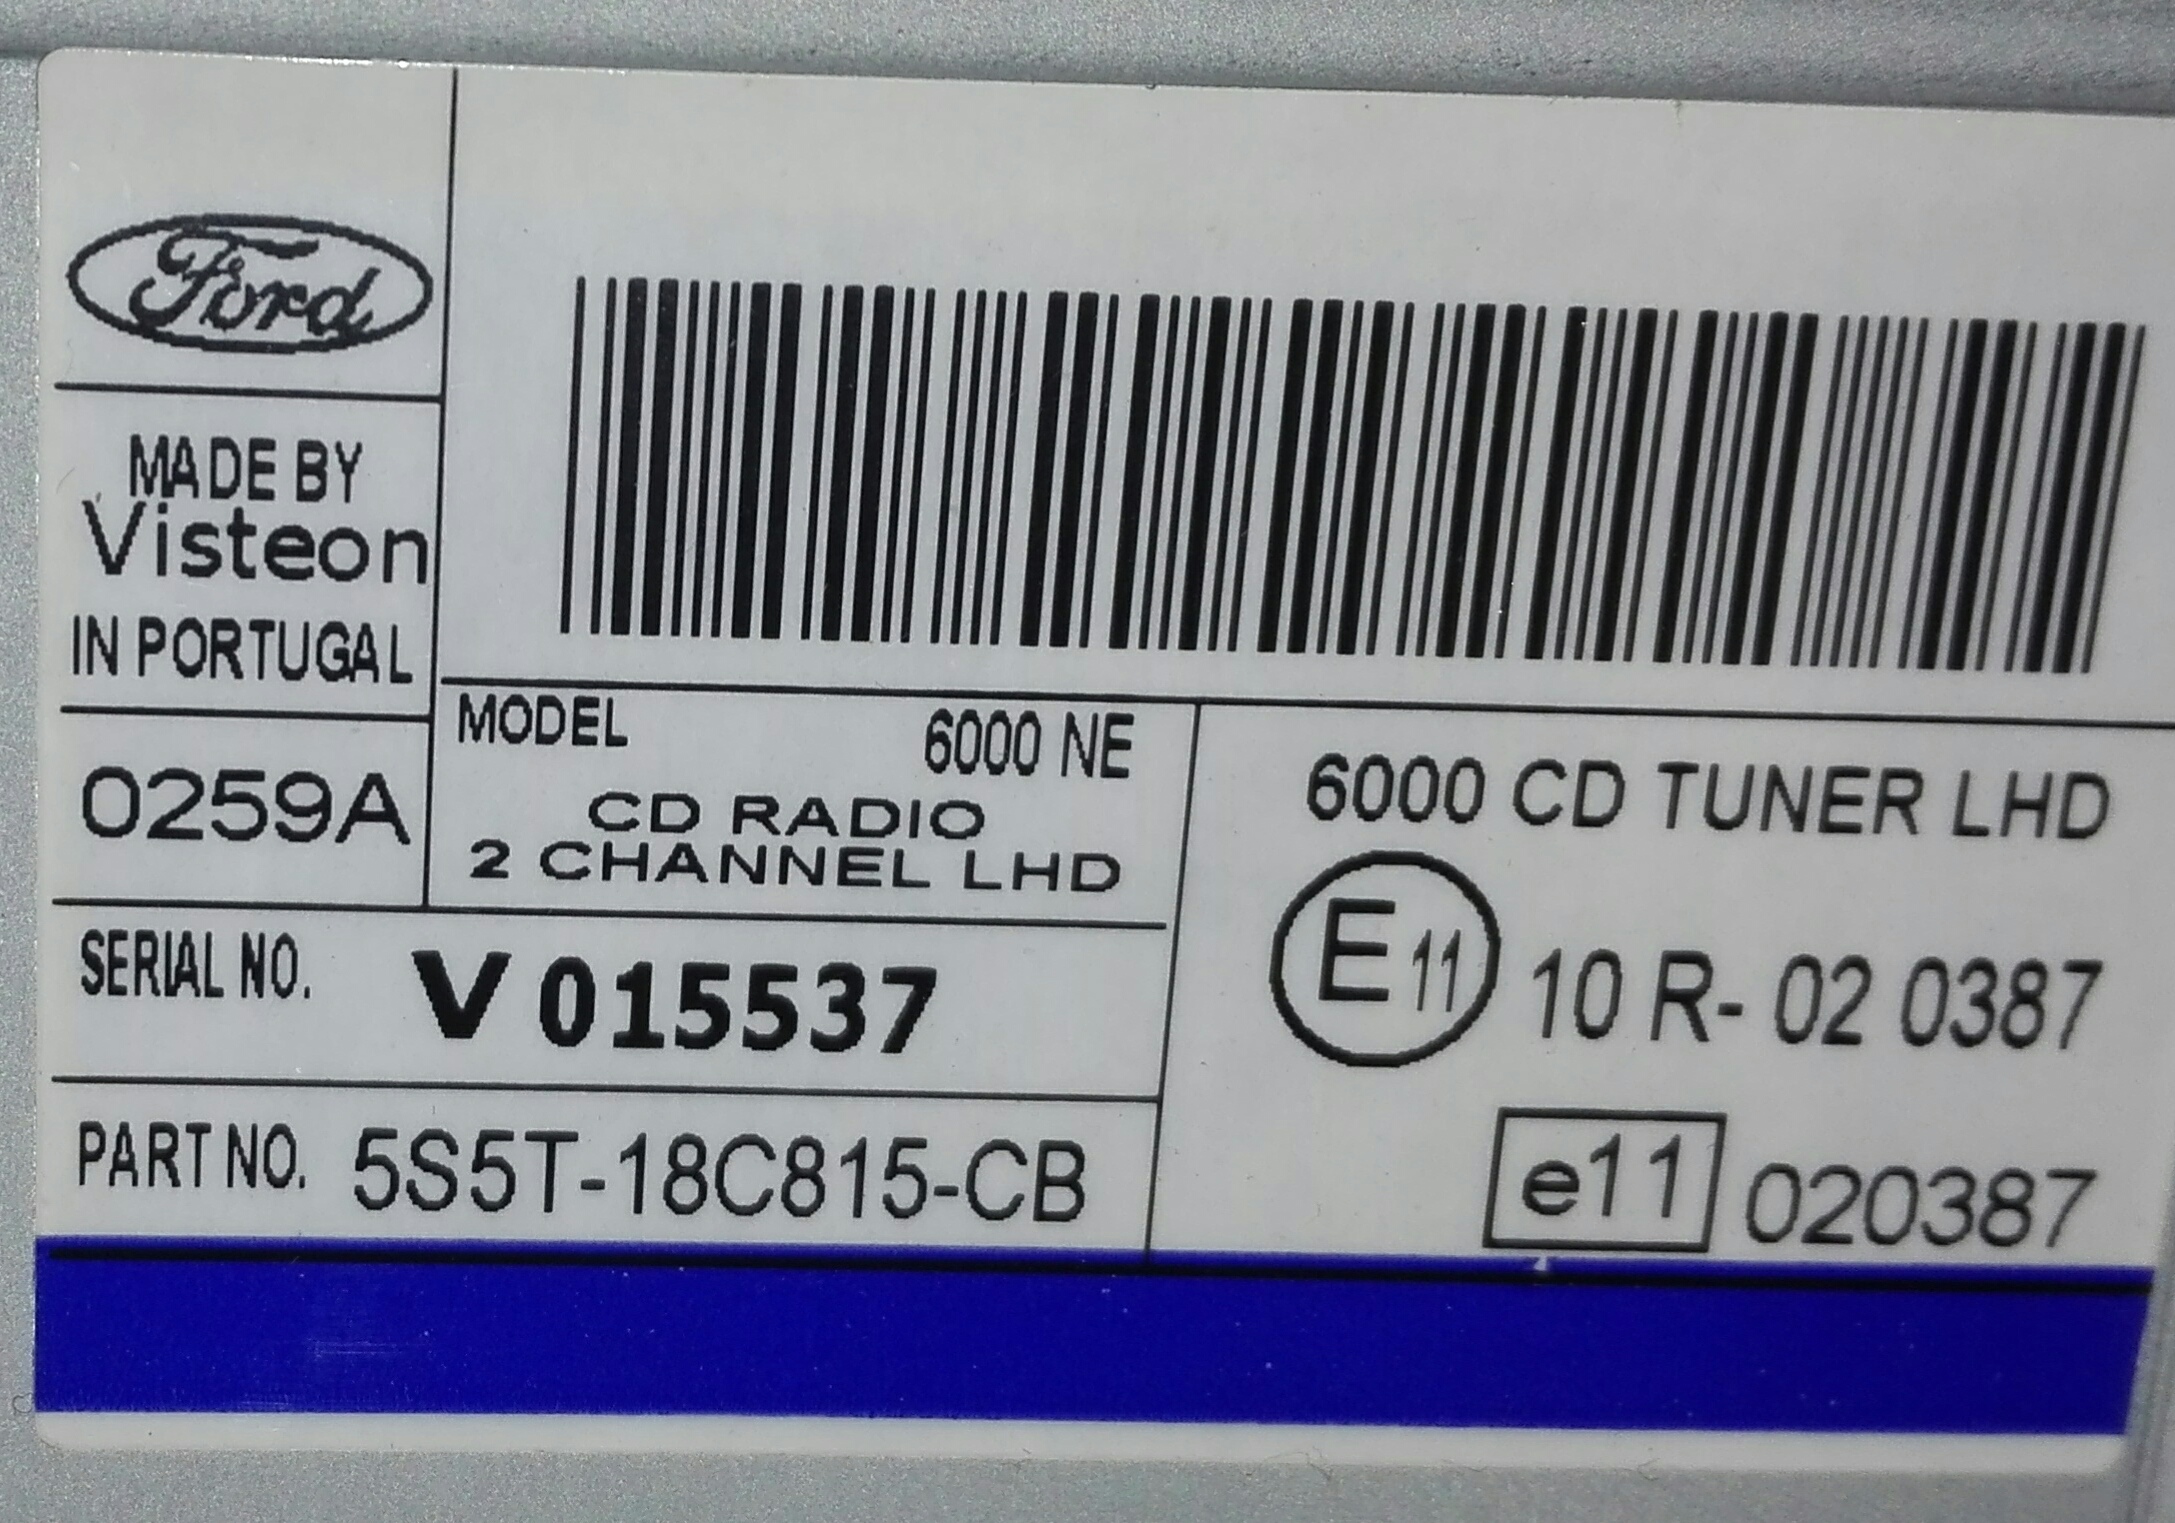 Ford
MADE BY
Visteon
IN PORTUGAL
0259A
MODEL 6000 NE
CD RADIO
2 CHANNEL LHD
SERIAL NO. V 015537
PART NO. 5S5T-18C815-CB
6000 CD TUNER LHD
E11 10 R- 02 0387
e11 020387